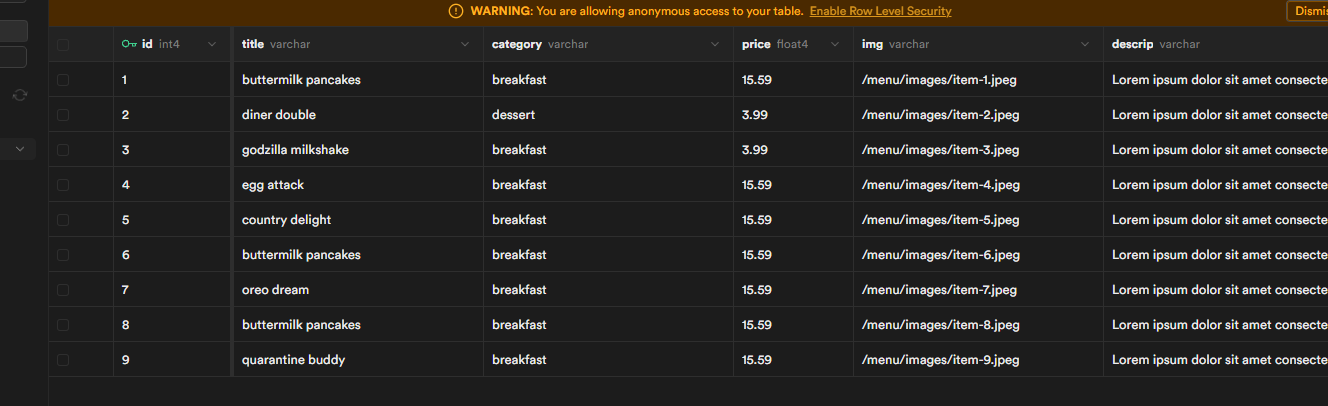 WARNING: You are allowing anonymous access to your table. Enable Row Level Security
id int4 title varchar category varchar price float4 img varchar descrip varchar
1 buttermilk pancakes breakfast 15.59 /menu/images/item-1.jpeg Lorem ipsum dolor sit amet consecte
2 diner double dessert 3.99 /menu/images/item-2.jpeg Lorem ipsum dolor sit amet consecte
3 godzilla milkshake breakfast 3.99 /menu/images/item-3.jpeg Lorem ipsum dolor sit amet consecte
4 egg attack breakfast 15.59 /menu/images/item-4.jpeg Lorem ipsum dolor sit amet consecte
5 country delight breakfast 15.59 /menu/images/item-5.jpeg Lorem ipsum dolor sit amet consecte
6 buttermilk pancakes breakfast 15.59 /menu/images/item-6.jpeg Lorem ipsum dolor sit amet consecte
7 oreo dream breakfast 15.59 /menu/images/item-7.jpeg Lorem ipsum dolor sit amet consecte
8 buttermilk pancakes breakfast 15.59 /menu/images/item-8.jpeg Lorem ipsum dolor sit amet consecte
9 quarantine buddy breakfast 15.59 /menu/images/item-9.jpeg Lorem ipsum dolor sit amet consecte